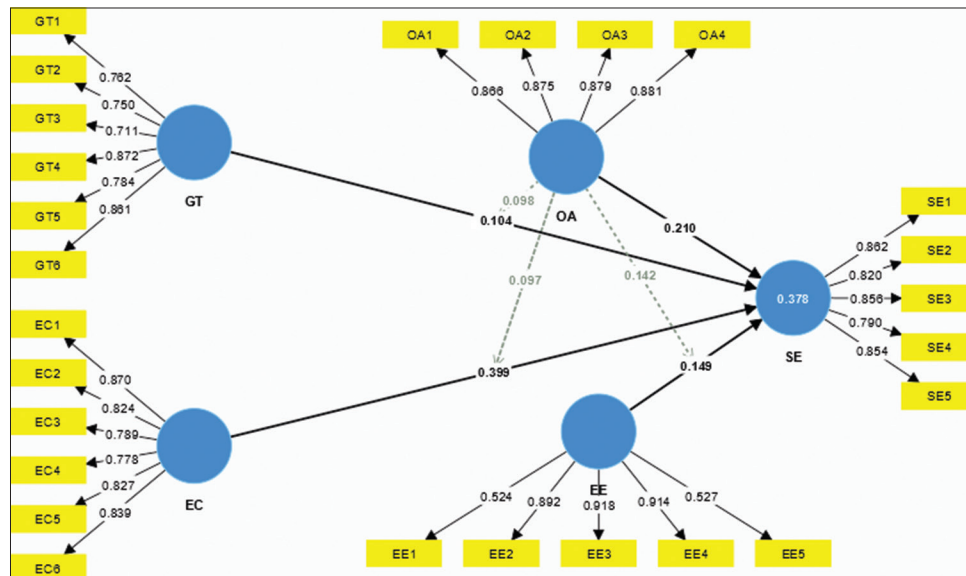 GT1
GT2
GT3
GT4
GT5
GT6
0.762
0.750
0.711
0.872
0.784
0.861
GT
OA1
OA2
OA3
OA4
0.866
0.875
0.879
0.881
OA
0.098
0.104
0.210
0.097
0.142
0.399
0.149
SE1
SE2
SE3
SE4
SE5
0.862
0.820
0.856
0.790
0.854
0.378
SE
EC1
EC2
EC3
EC4
EC5
EC6
0.870
0.824
0.789
0.778
0.827
0.839
EC
EE
0.524
0.892
0.918
0.914
0.527
EE1
EE2
EE3
EE4
EE5